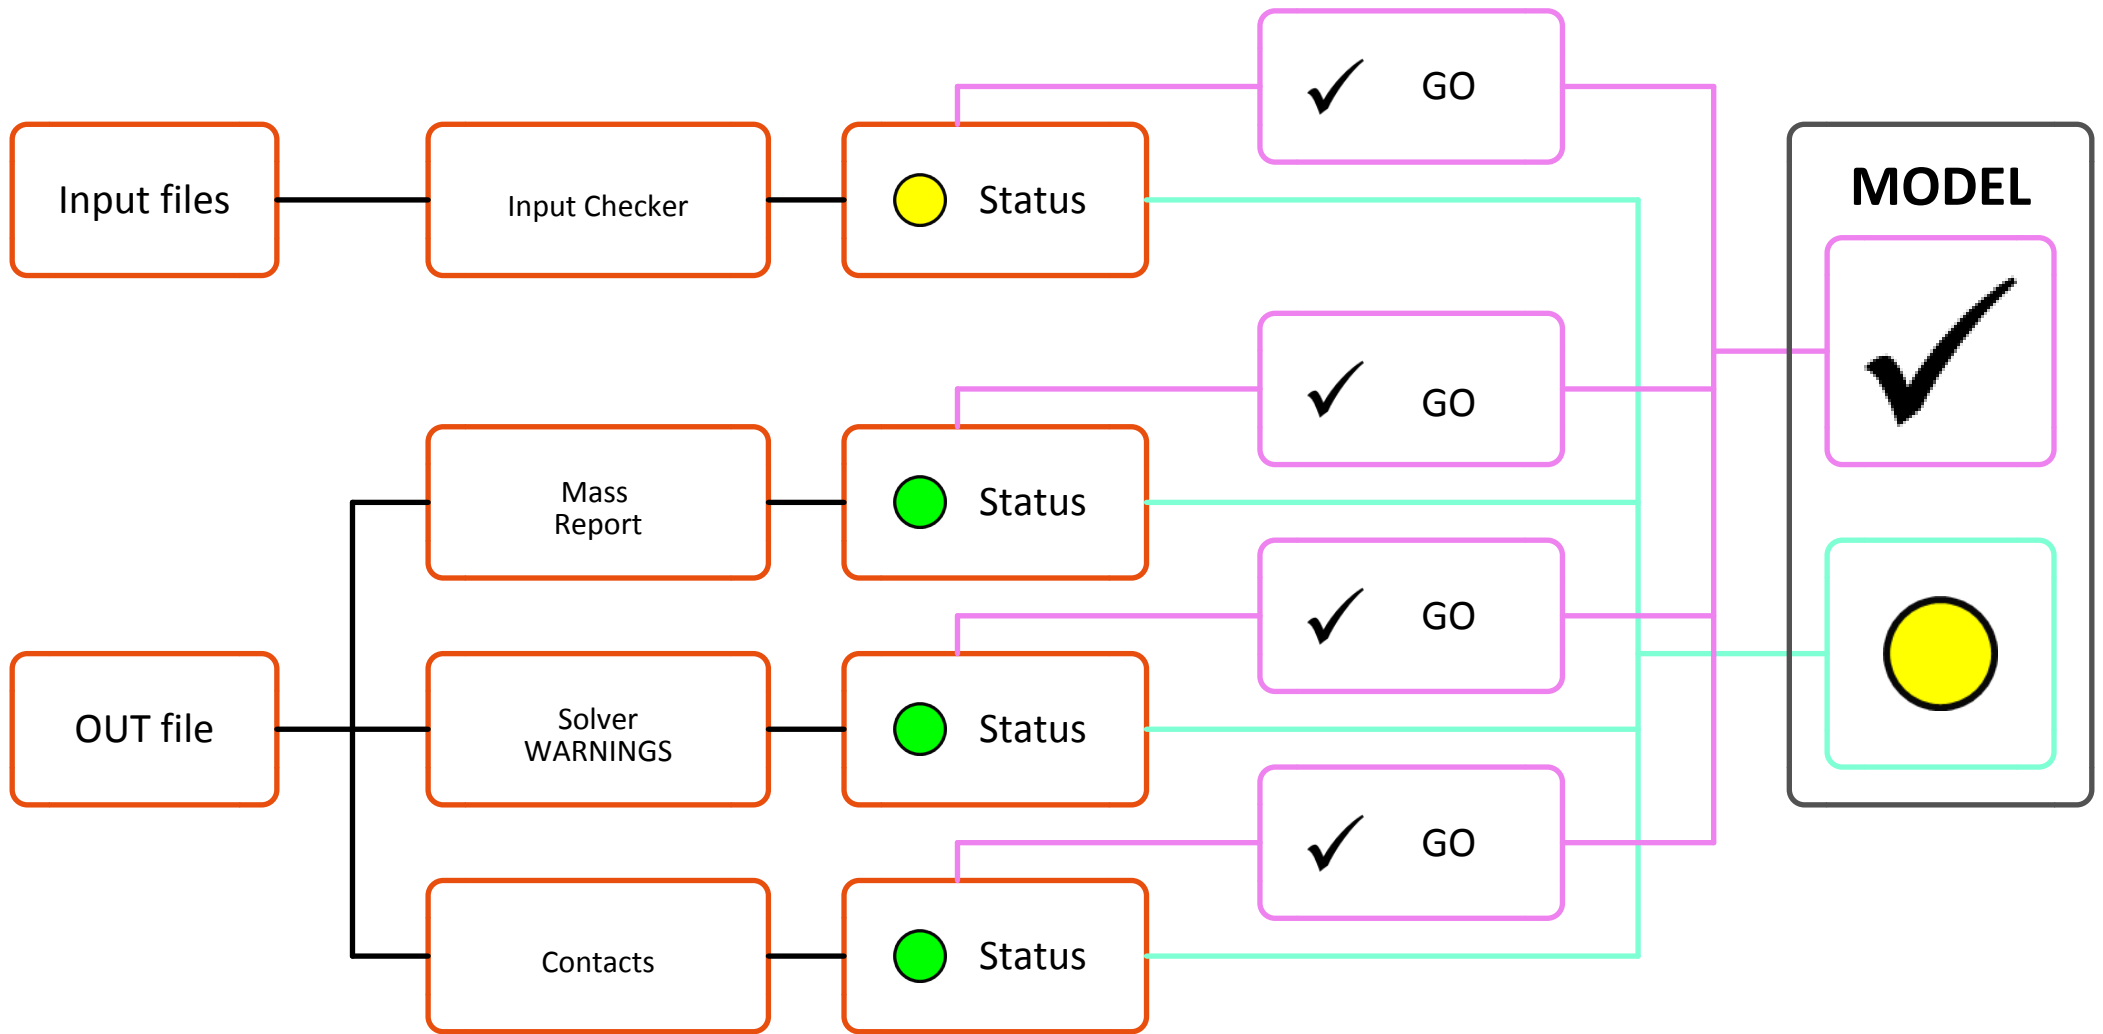 GO
Input files
Input Checker
Status
MODEL
GO
Mass
Report
Status
GO
OUT file
Solver
WARNINGS
Status
GO
Contacts
Status